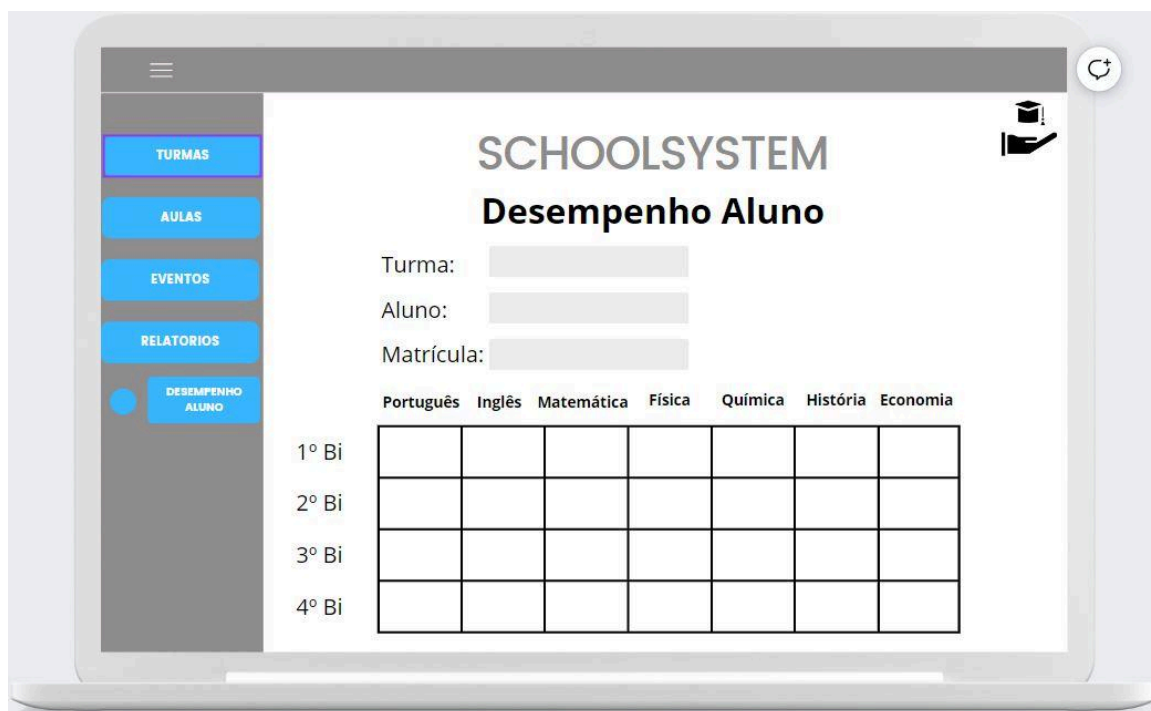 TURMAS
AULAS
EVENTOS
RELATORIOS
DESEMPENHO
ALUNO
SCHOOLSYSTEM
Desempenho Aluno
Turma:
Aluno:
Matrícula:
Português Inglês Matemática Física Química História Economia
1º Bi
2º Bi
3º Bi
4º Bi